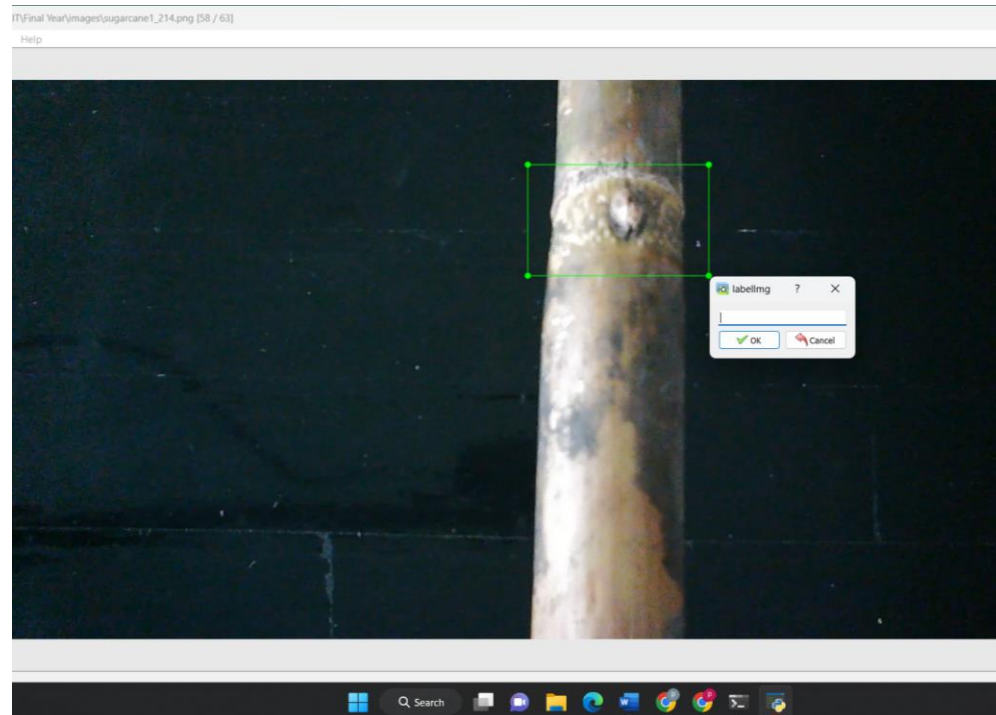 IT\Final Year\images\sugarcane1_214.png [58 / 63]
Help
labelImg ? X
OK Cancel
Search